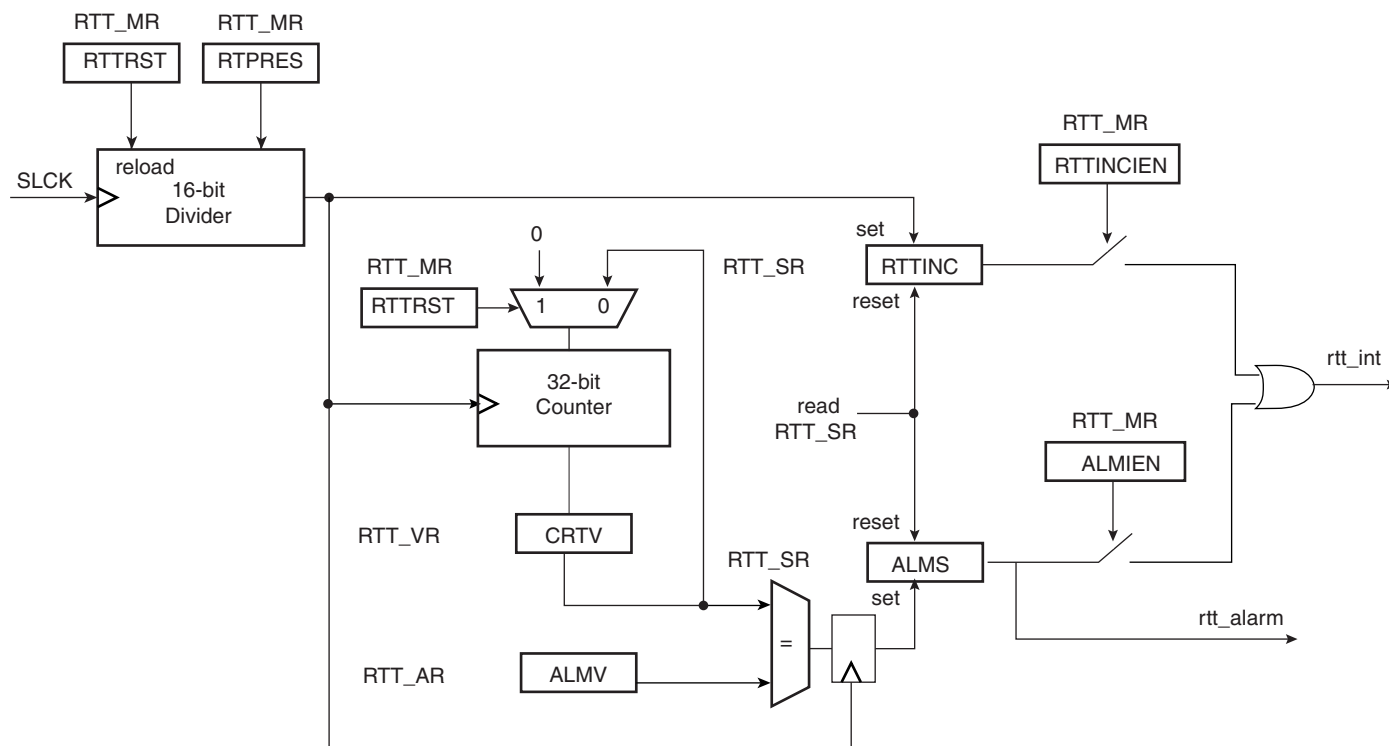 RTT_MR
RTT_MR
RTTRST
RTPRES
SLCK
reload
16-bit
Divider
RTT_MR
RTTINCIEN
0
set
RTT_MR
RTT_SR
RTTINC
RTTRST
1
0
reset
32-bit
Counter
rtt_int
read
RTT_SR
RTT_MR
ALMIEN
reset
RTT_VR
CRTV
RTT_SR
ALMS
set
rtt_alarm
=
RTT_AR
ALMV